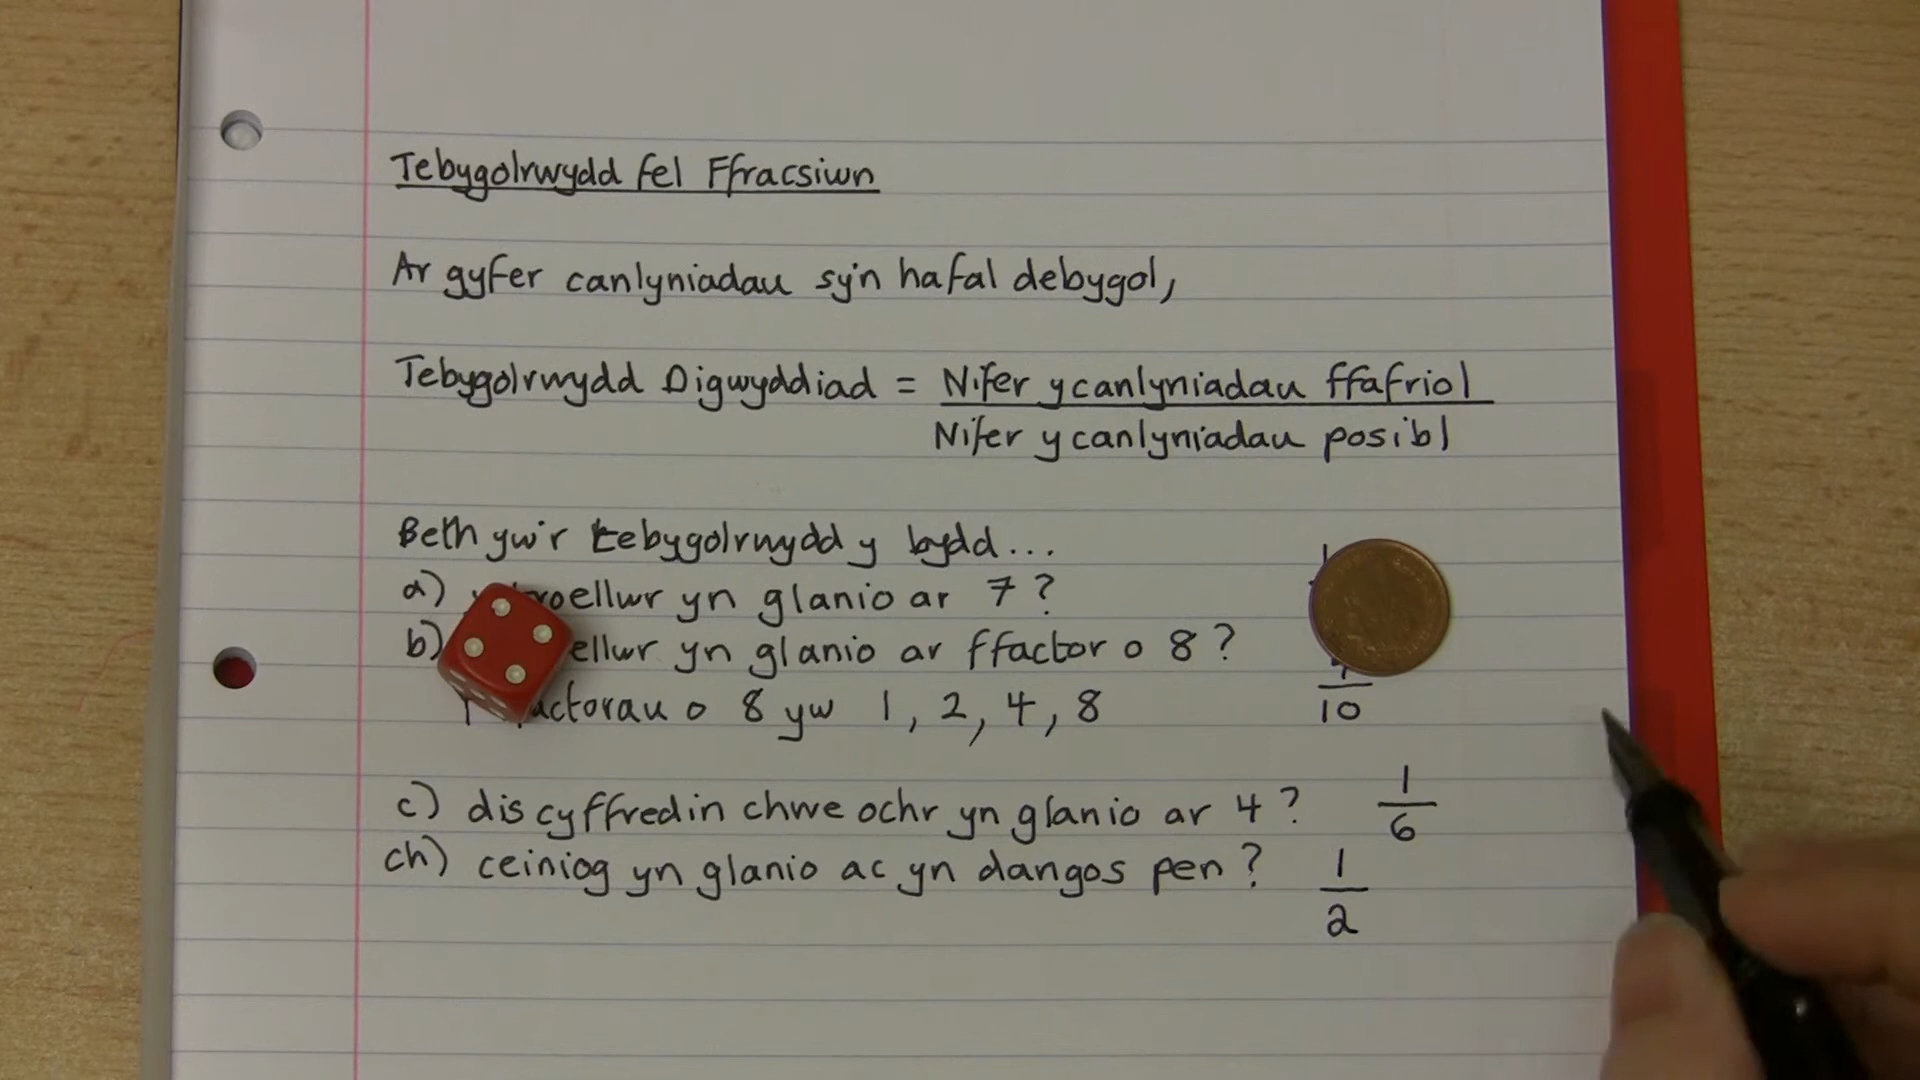 Tebygolrwydd fel Ffracsiwn
Ar gyfer canlyniadau sy'n hafal debygol,
Tebygolrwydd Digwyddiad = Nifer y canlyniadau ffafriol
Nifer y canlyniadau posibl
Beth yw'r tebygolrwydd y bydd...
a) yn glanio ar 7?
b) yn glanio ar ffactor o 8?
o 8 yw 1, 2, 4, 8
10
c) dis cyffredin chwe ochr yn glanio ar 4? 1/6
ch) ceiniog yn glanio ac yn dangos pen? 1/2